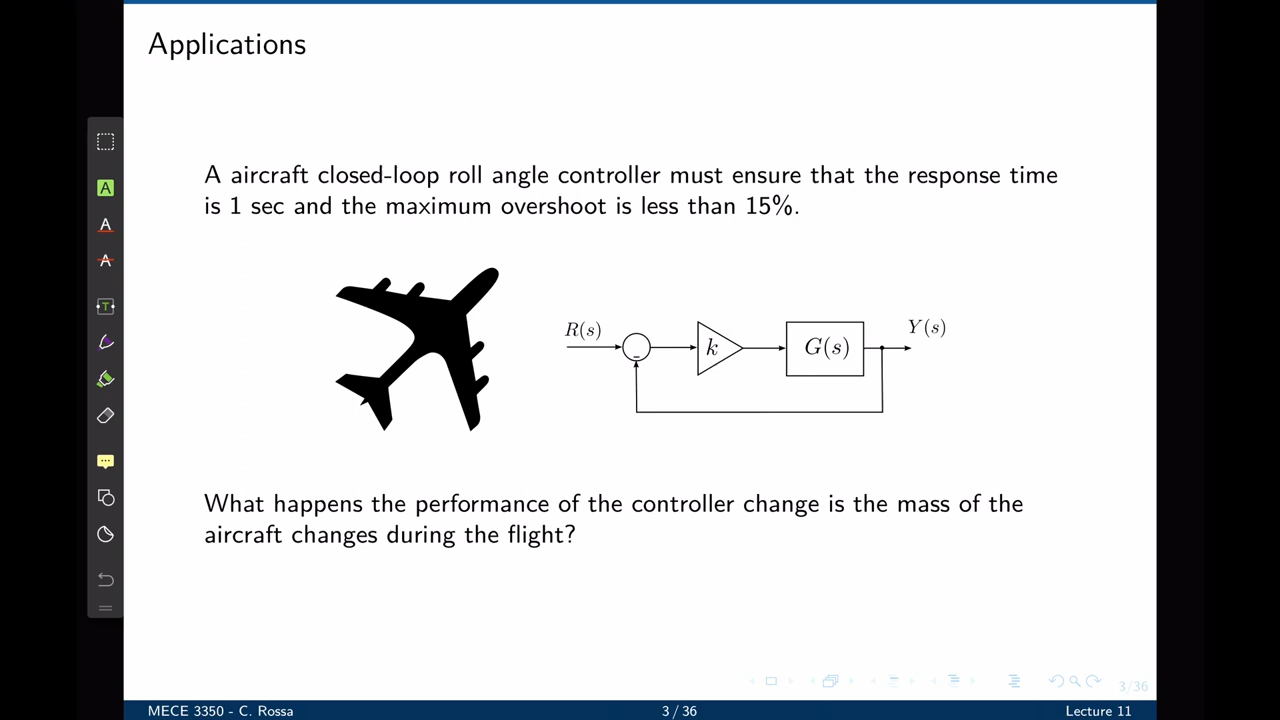 Applications
A aircraft closed-loop roll angle controller must ensure that the response time
is 1 sec and the maximum overshoot is less than 15%.
R(s)
-
k
G(s)
Y(s)
What happens the performance of the controller change is the mass of the
aircraft changes during the flight?
A
A
A
T
3/36
MECE 3350 - C. Rossa
3 / 36
Lecture 11